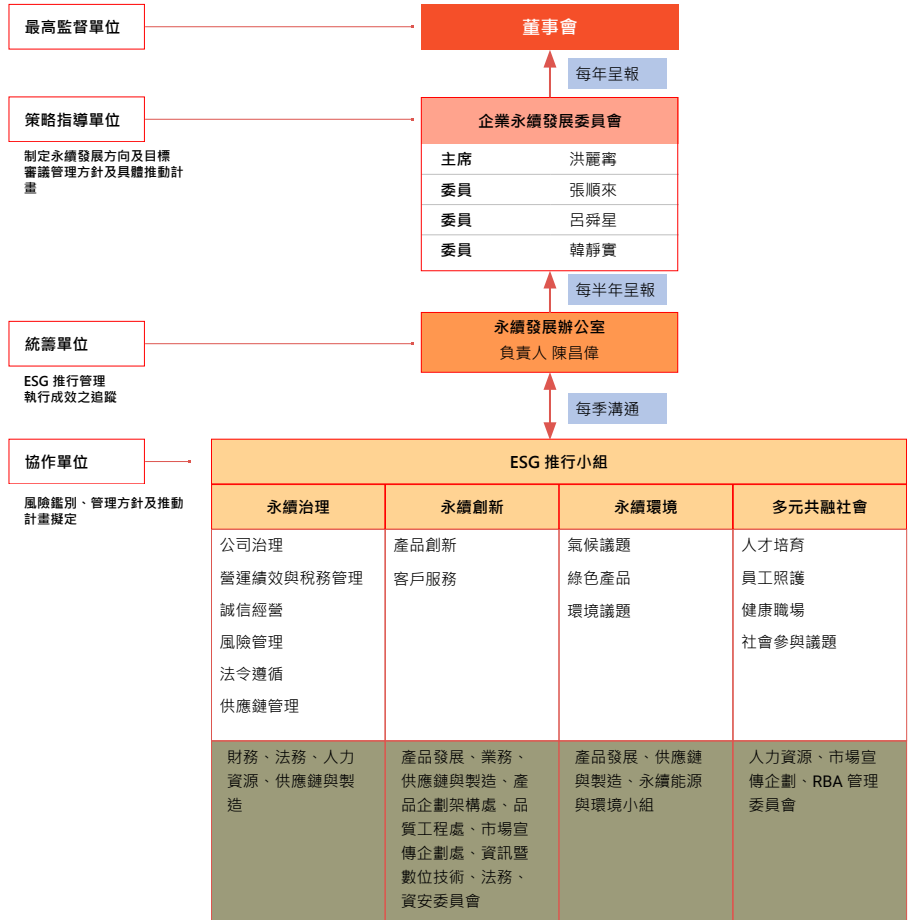 最高監督單位
董事會
每年呈報
策略指導單位
制定永續發展方向及目標
審議管理方針及具體推動計
畫
企業永續發展委員會
主席 洪麗寗
委員 張順來
委員 呂舜星
委員 韓靜實
每半年呈報
統籌單位
ESG 推行管理
執行成效之追蹤
永續發展辦公室
負責人 陳昌偉
每季溝通
協作單位
風險鑑別、管理方針及推動
計畫擬定
ESG 推行小組
永續治理
公司治理
營運績效與稅務管理
誠信經營
風險管理
法令遵循
供應鏈管理
財務、法務、人力
資源、供應鏈與製
造
永續創新
產品創新
客戶服務
產品發展、業務、
供應鏈與製造、產
品企劃架構處、品
質工程處、市場宣
傳企劃處、資訊暨
數位技術、法務、
資安委員會
永續環境
氣候議題
綠色產品
環境議題
產品發展、供應鏈
與製造、永續能源
與環境小組
多元共融社會
人才培育
員工照護
健康職場
社會參與議題
人力資源、市場宣
傳企劃、RBA 管理
委員會